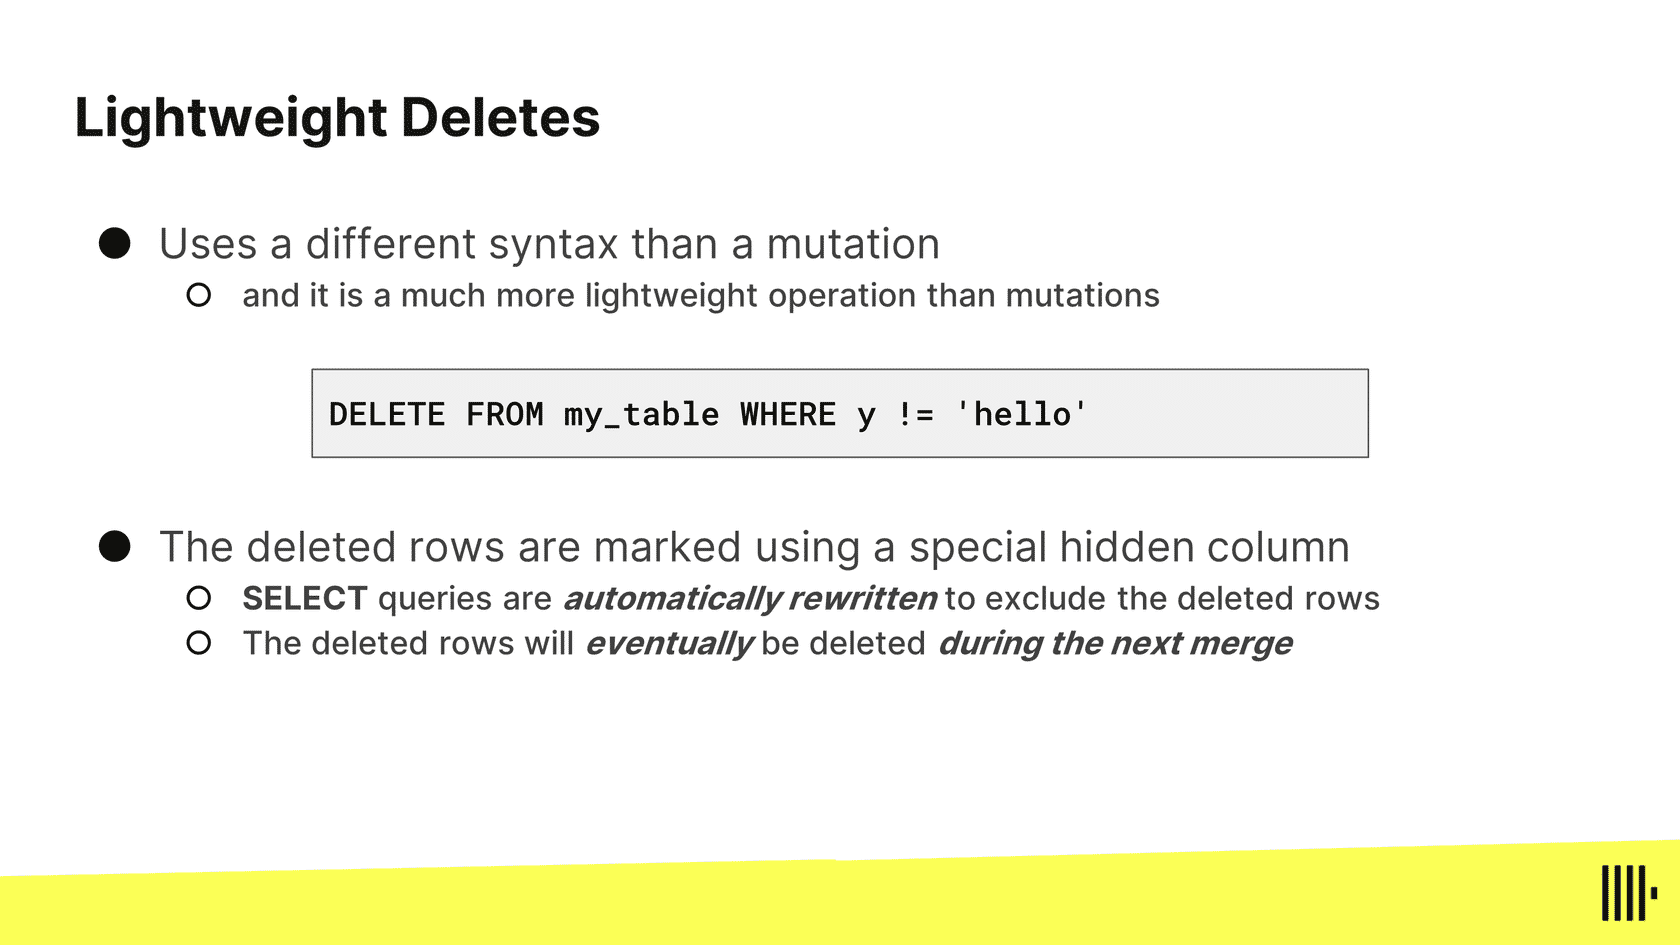 Lightweight Deletes
Uses a different syntax than a mutation
and it is a much more lightweight operation than mutations
DELETE FROM my_table WHERE y != 'hello'
The deleted rows are marked using a special hidden column
SELECT queries are automatically rewritten to exclude the deleted rows
The deleted rows will eventually be deleted during the next merge